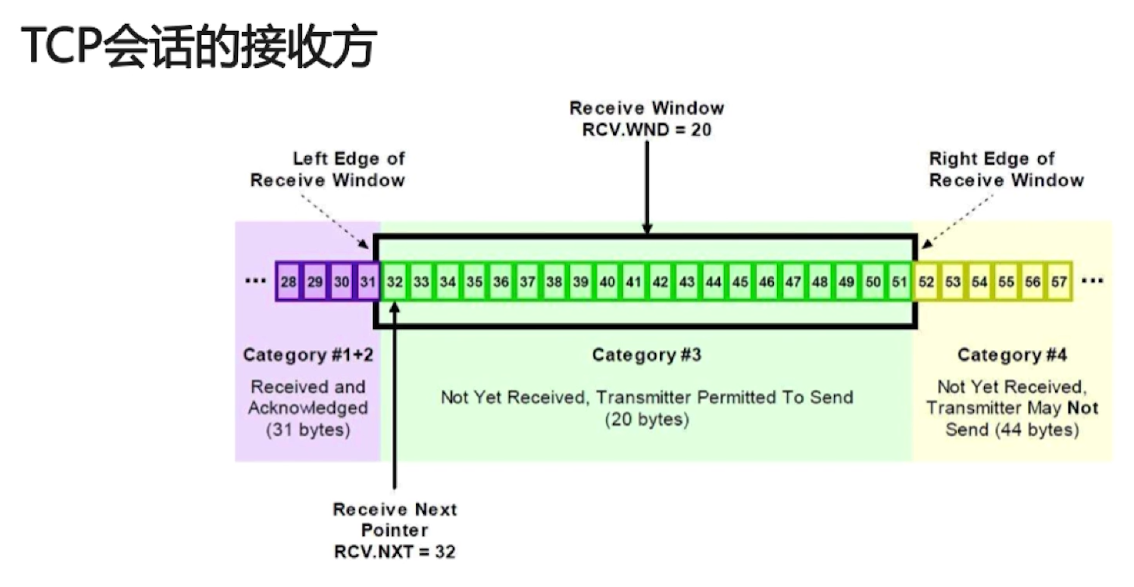 TCP会话的接收方
Receive Window
RCV.WND = 20
Left Edge of
Receive Window
Right Edge of
Receive Window
... 28 29 30 31 32 33 34 35 36 37 38 39 40 41 42 43 44 45 46 47 48 49 50 51 52 53 54 55 56 57 ...
Category #1+2
Received and
Acknowledged
(31 bytes)
Category #3
Not Yet Received, Transmitter Permitted To Send
(20 bytes)
Category #4
Not Yet Received,
Transmitter May Not
Send (44 bytes)
Receive Next
Pointer
RCV.NXT = 32